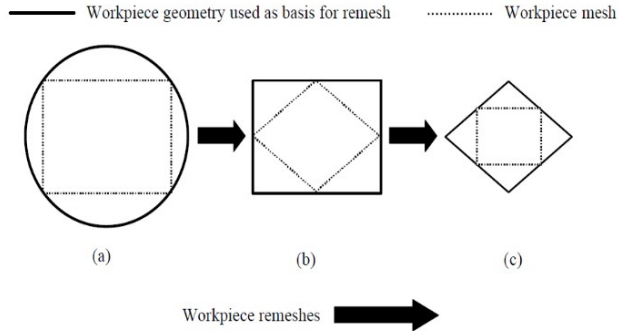 Workpiece geometry used as basis for remesh Workpiece mesh
(a) (b) (c)
Workpiece remeshes